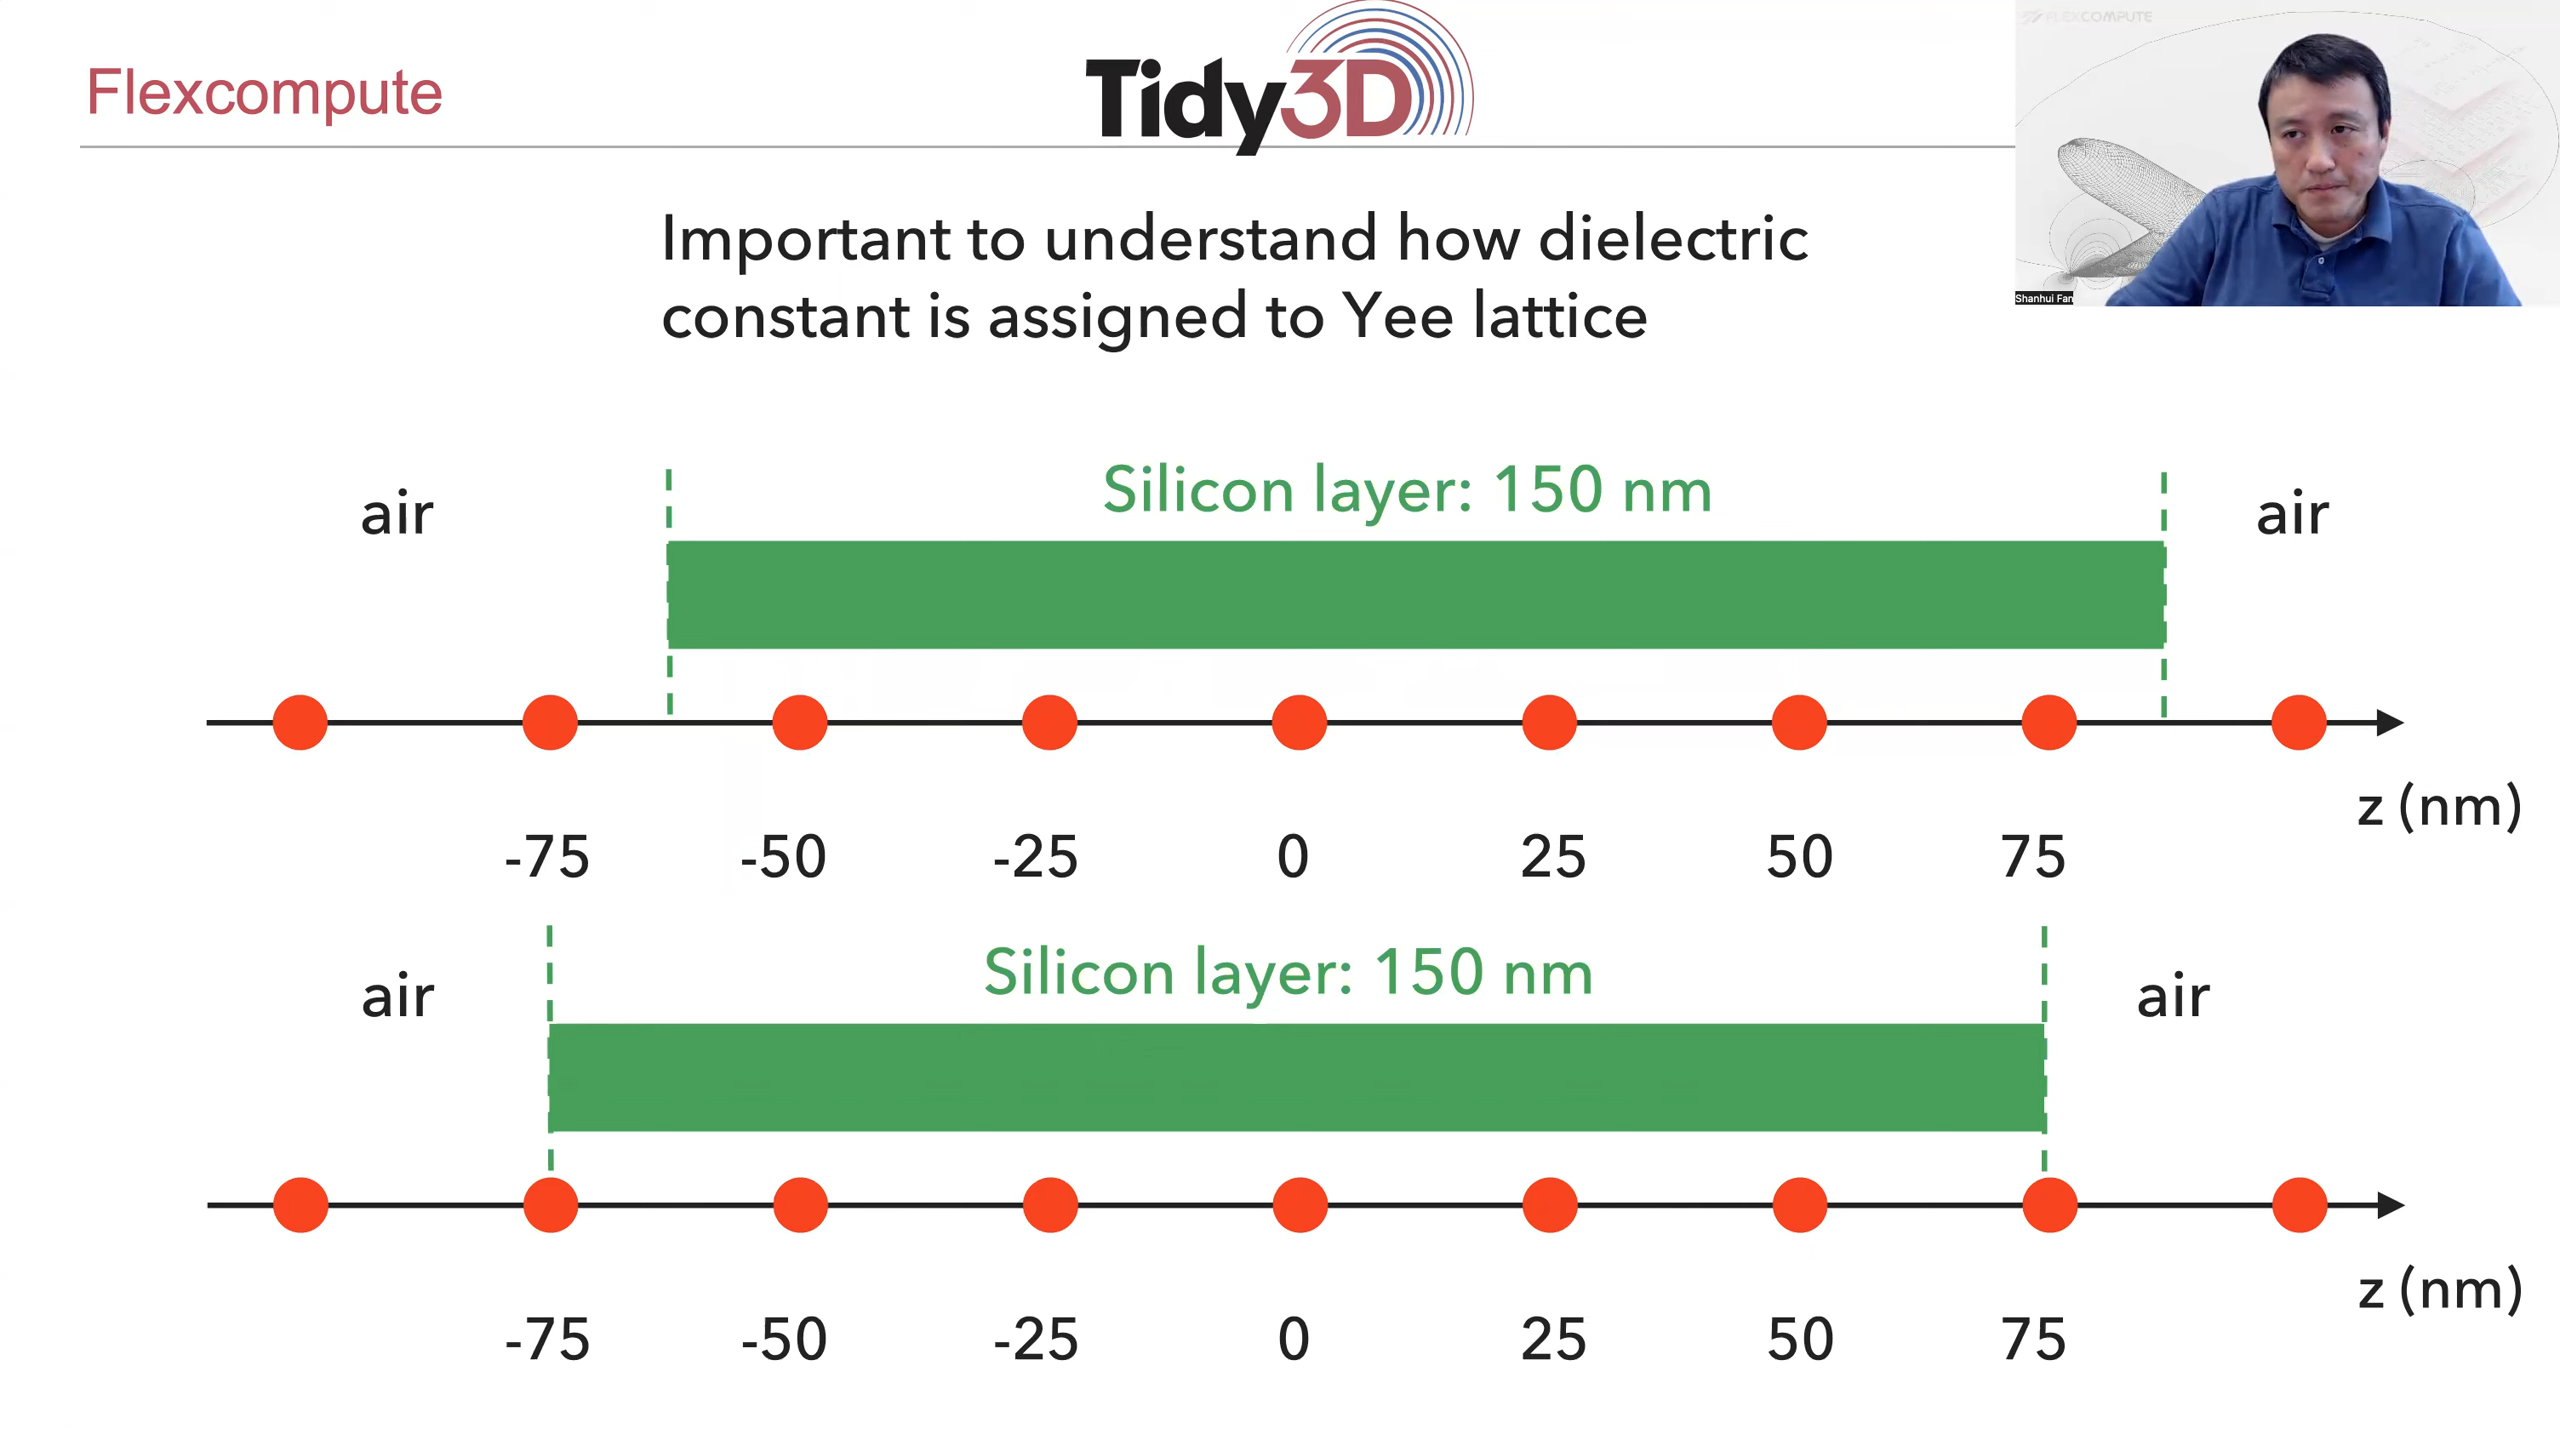 Flexcompute
Tidy3D
FLEXCOMPUTE
Shanhui Fan
Important to understand how dielectric
constant is assigned to Yee lattice
air
Silicon layer: 150 nm
air
z (nm)
-75 -50 -25 0 25 50 75
air
Silicon layer: 150 nm
air
z (nm)
-75 -50 -25 0 25 50 75